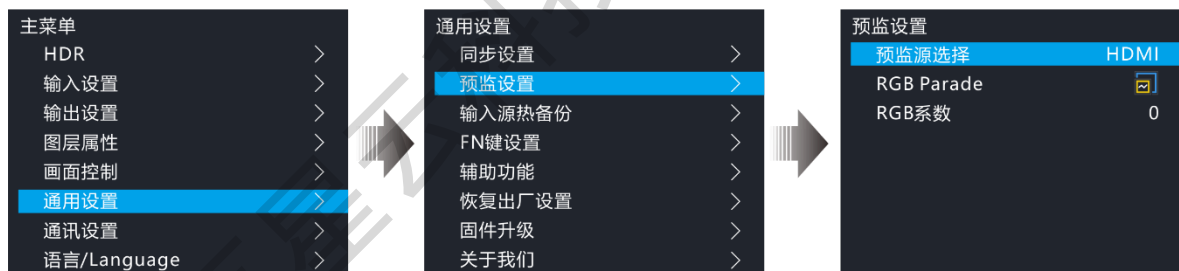 主菜单
HDR
输入设置
输出设置
图层属性
画面控制
通用设置
通讯设置
语言/Language
通用设置
同步设置
预监设置
输入源热备份
FN键设置
辅助功能
恢复出厂设置
固件升级
关于我们
预监设置
预监源选择 HDMI
RGB Parade
RGB系数 0